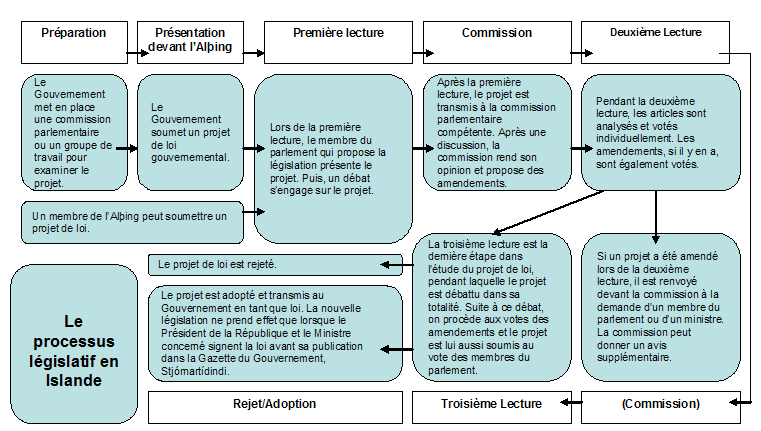 Préparation
Présentation
devant l'Alþing
Première lecture
Commission
Deuxième Lecture
Le
Gouvernement
met en place
une commission
parlementaire
ou un groupe de
travail pour
examiner le
projet.
Le
Gouvernement
soumet un projet
de loi
gouvernemental.
Un membre de l'Alþing peut soumettre un
projet de loi.
Lors de la première
lecture, le membre du
parlement qui propose la
législation présente le
projet. Puis, un débat
s'engage sur le projet.
Après la première
lecture, le projet est
transmis à la commission
parlementaire
compétente. Après une
discussion, la
commission rend son
opinion et propose des
amendements.
Pendant la deuxième
lecture, les articles sont
analysés et votés
individuellement. Les
amendements, si il y en a,
sont également votés.
Le
processus
législatif en
Islande
Le projet de loi est rejeté.
Le projet est adopté et transmis au
Gouvernement en tant que loi. La nouvelle
législation ne prend effet que lorsque le
Président de la République et le Ministre
concerné signent la loi avant sa publication
dans la Gazette du Gouvernement,
Stjómartídindi.
La troisième lecture est la
dernière étape dans
l'étude du projet de loi,
pendant laquelle le projet
est débattu dans sa
totalité. Suite à ce débat,
on procède aux votes des
amendements et le projet
est lui aussi soumis au
vote des membres du
parlement.
Si un projet a été amendé
lors de la deuxième
lecture, il est renvoyé
devant la commission à la
demande d'un membre du
parlement ou d'un ministre.
La commission peut
donner un avis
supplémentaire.
Rejet/Adoption
Troisième Lecture
(Commission)